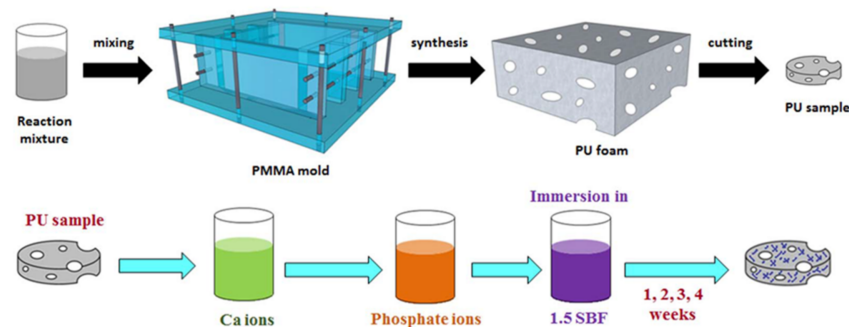 mixing
synthesis
cutting
Reaction
mixture
PMMA mold
PU foam
PU sample
PU sample
Immersion in
Ca ions
Phosphate ions
1.5 SBF
1, 2, 3, 4
weeks